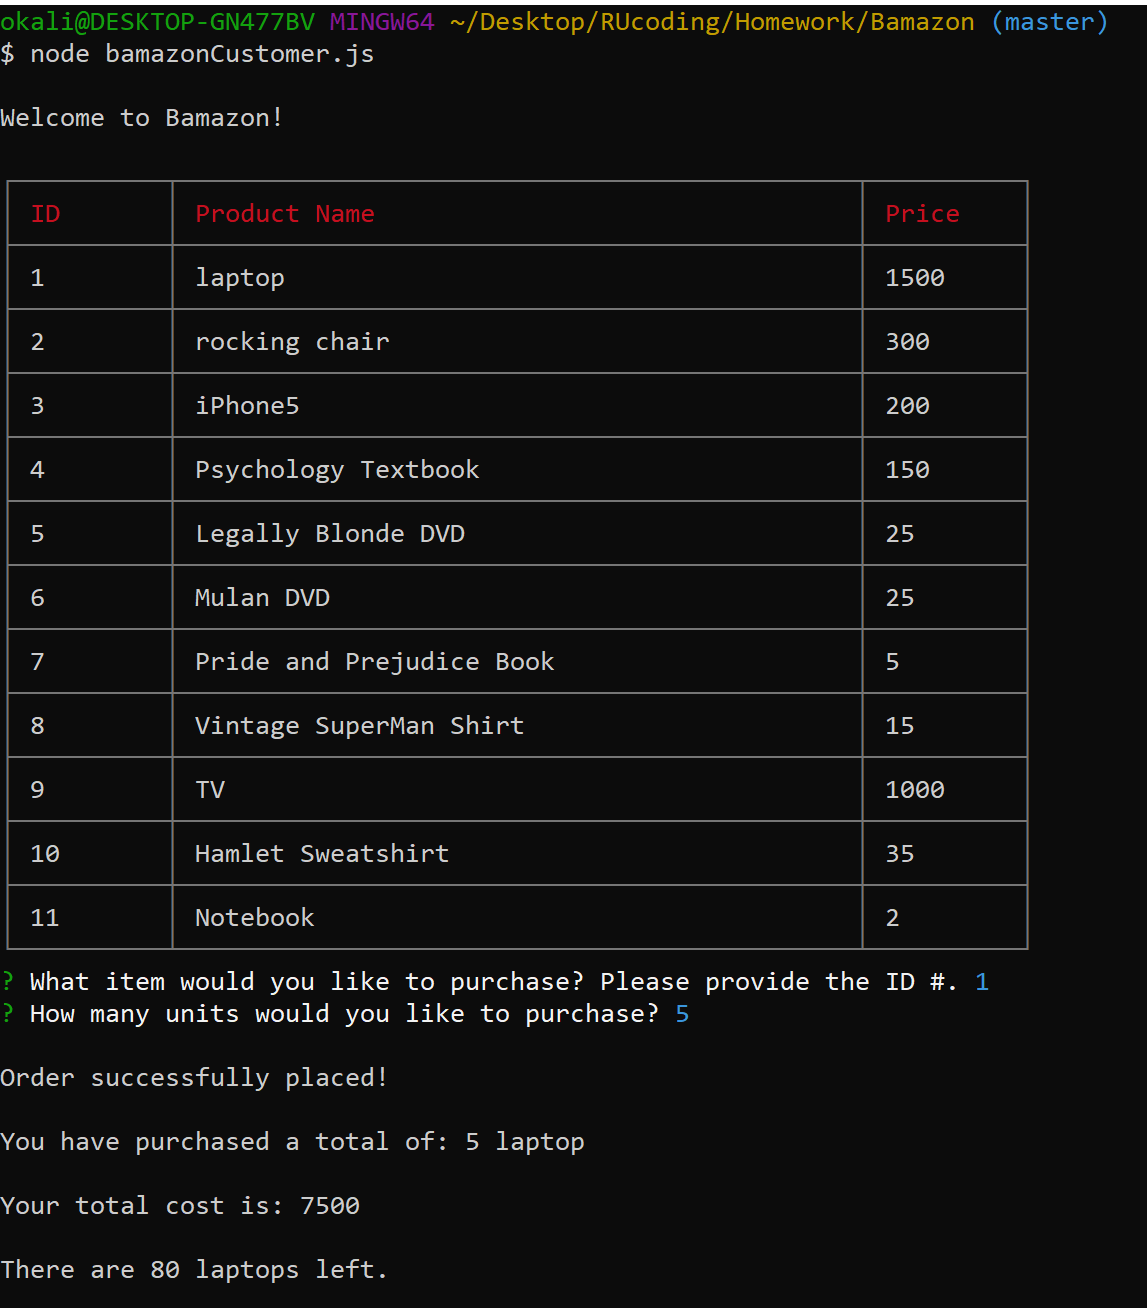 okali@DESKTOP-GN477BV MINGW64 ~/Desktop/RUcoding/Homework/Bamazon (master)
$ node bamazonCustomer.js
Welcome to Bamazon!
ID Product Name Price
1 laptop 1500
2 rocking chair 300
3 iPhone5 200
4 Psychology Textbook 150
5 Legally Blonde DVD 25
6 Mulan DVD 25
7 Pride and Prejudice Book 5
8 Vintage SuperMan Shirt 15
9 TV 1000
10 Hamlet Sweatshirt 35
11 Notebook 2
? What item would you like to purchase? Please provide the ID #. 1
? How many units would you like to purchase? 5
Order successfully placed!
You have purchased a total of: 5 laptop
Your total cost is: 7500
There are 80 laptops left.